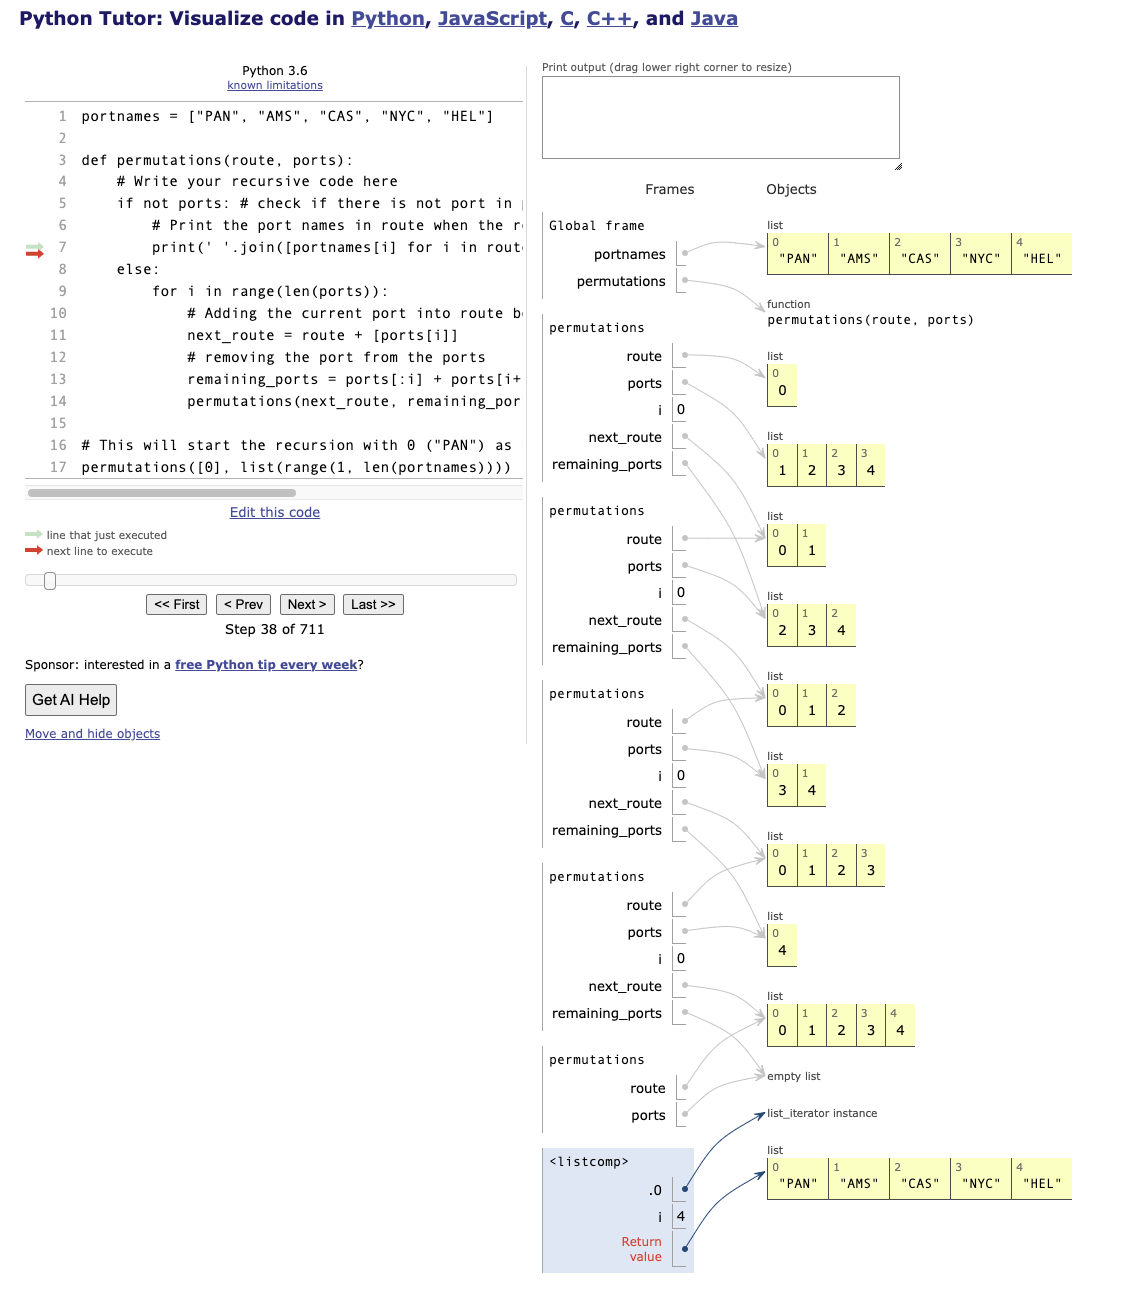 Python Tutor: Visualize code in Python, JavaScript, C, C++, and Java
Python 3.6
known limitations
1 portnames = ["PAN", "AMS", "CAS", "NYC", "HEL"]
2
3 def permutations(route, ports):
4 # Write your recursive code here
5 if not ports: # check if there is not port in
6 # Print the port names in route when the
7 print(' '.join([portnames[i] for i in route
8 else:
9 for i in range(len(ports)):
10 # Adding the current port into route
11 next_route = route + [ports[i]]
12 # removing the port from the ports
13 remaining_ports = ports[:i] + ports[i+
14 permutations(next_route, remaining_por
15
16 # This will start the recursion with 0 ("PAN") as
17 permutations([0], list(range(1, len(portnames))))
Edit this code
line that just executed
next line to execute
<< First < Prev Next > Last >>
Step 38 of 711
Sponsor: interested in a free Python tip every week?
Get AI Help
Move and hide objects
Print output (drag lower right corner to resize)
Frames Objects
Global frame
portnames
permutations
permutations
route
ports
i 0
next_route
remaining_ports
permutations
route
ports
i 0
next_route
remaining_ports
permutations
route
ports
i 0
next_route
remaining_ports
permutations
route
ports
i 0
next_route
remaining_ports
permutations
route
ports
<listcomp>
.0
i 4
Return
value
list
0 1 2 3 4
"PAN" "AMS" "CAS" "NYC" "HEL"
function
permutations(route, ports)
list
0
0
list
0 1 2 3
1 2 3 4
list
0 1
0 1
list
0 1 2
2 3 4
list
0 1 2
0 1 2
list
0 1
3 4
list
0 1 2 3
0 1 2 3
list
0
4
list
0 1 2 3 4
0 1 2 3 4
empty list
list_iterator instance
list
0 1 2 3 4
"PAN" "AMS" "CAS" "NYC" "HEL"